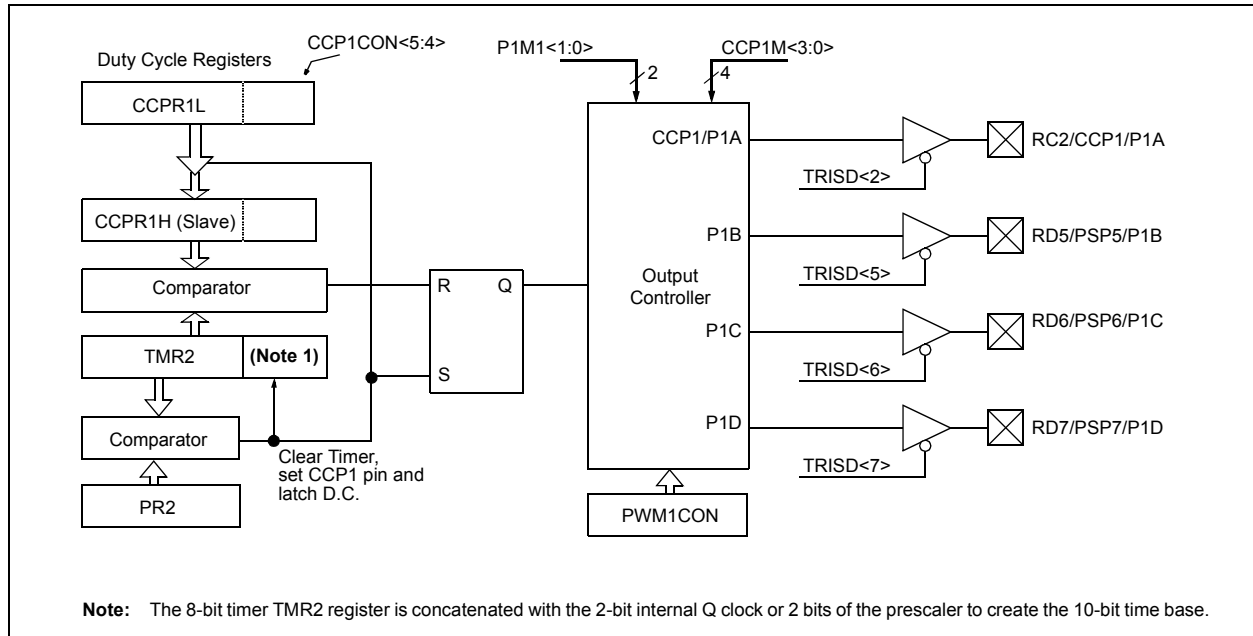 CCP1CON<5:4>
Duty Cycle Registers
CCPR1L
CCPR1H (Slave)
Comparator
TMR2
(Note 1)
Comparator
PR2
Clear Timer,
set CCP1 pin and
latch D.C.
R
Q
S
P1M1<1:0>
2
CCP1M<3:0>
4
CCP1/P1A
P1B
Output
Controller
P1C
P1D
PWM1CON
TRISD<2>
RC2/CCP1/P1A
TRISD<5>
RD5/PSP5/P1B
TRISD<6>
RD6/PSP6/P1C
TRISD<7>
RD7/PSP7/P1D
Note: The 8-bit timer TMR2 register is concatenated with the 2-bit internal Q clock or 2 bits of the prescaler to create the 10-bit time base.